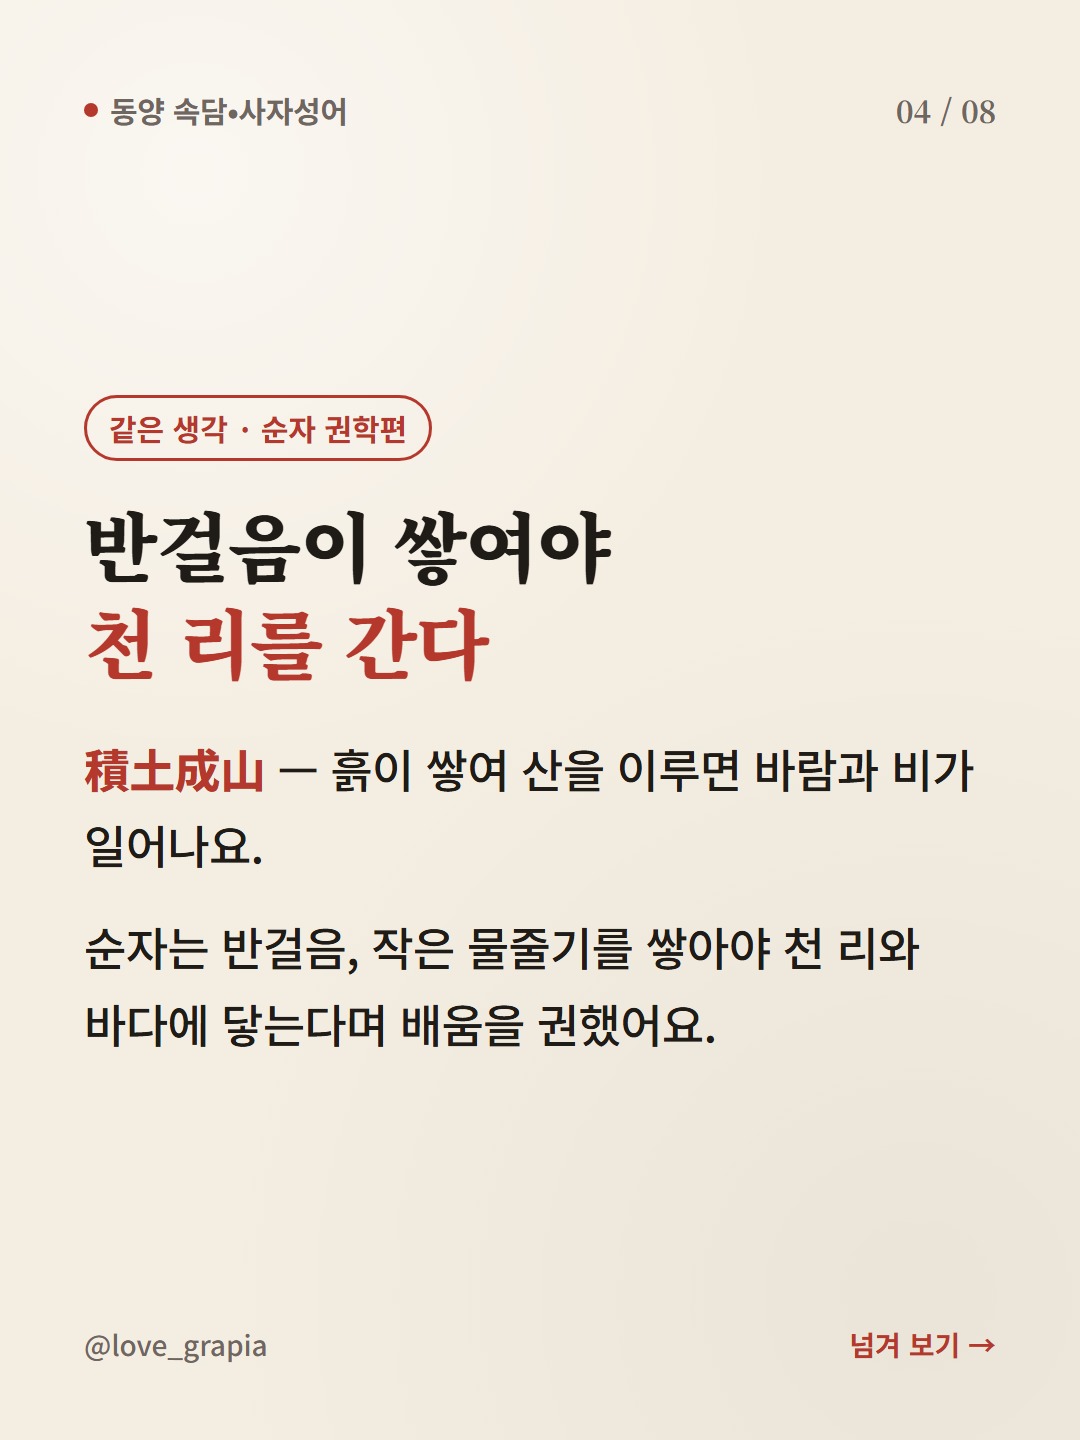 동양 속담•사자성어
04 / 08
같은 생각 · 순자 권학편
반걸음이 쌓여야
천 리를 간다
積土成山 — 흙이 쌓여 산을 이루면 바람과 비가
일어나요.
순자는 반걸음, 작은 물줄기를 쌓아야 천 리와
바다에 닿는다며 배움을 권했어요.
@love_grapia
넘겨 보기 →